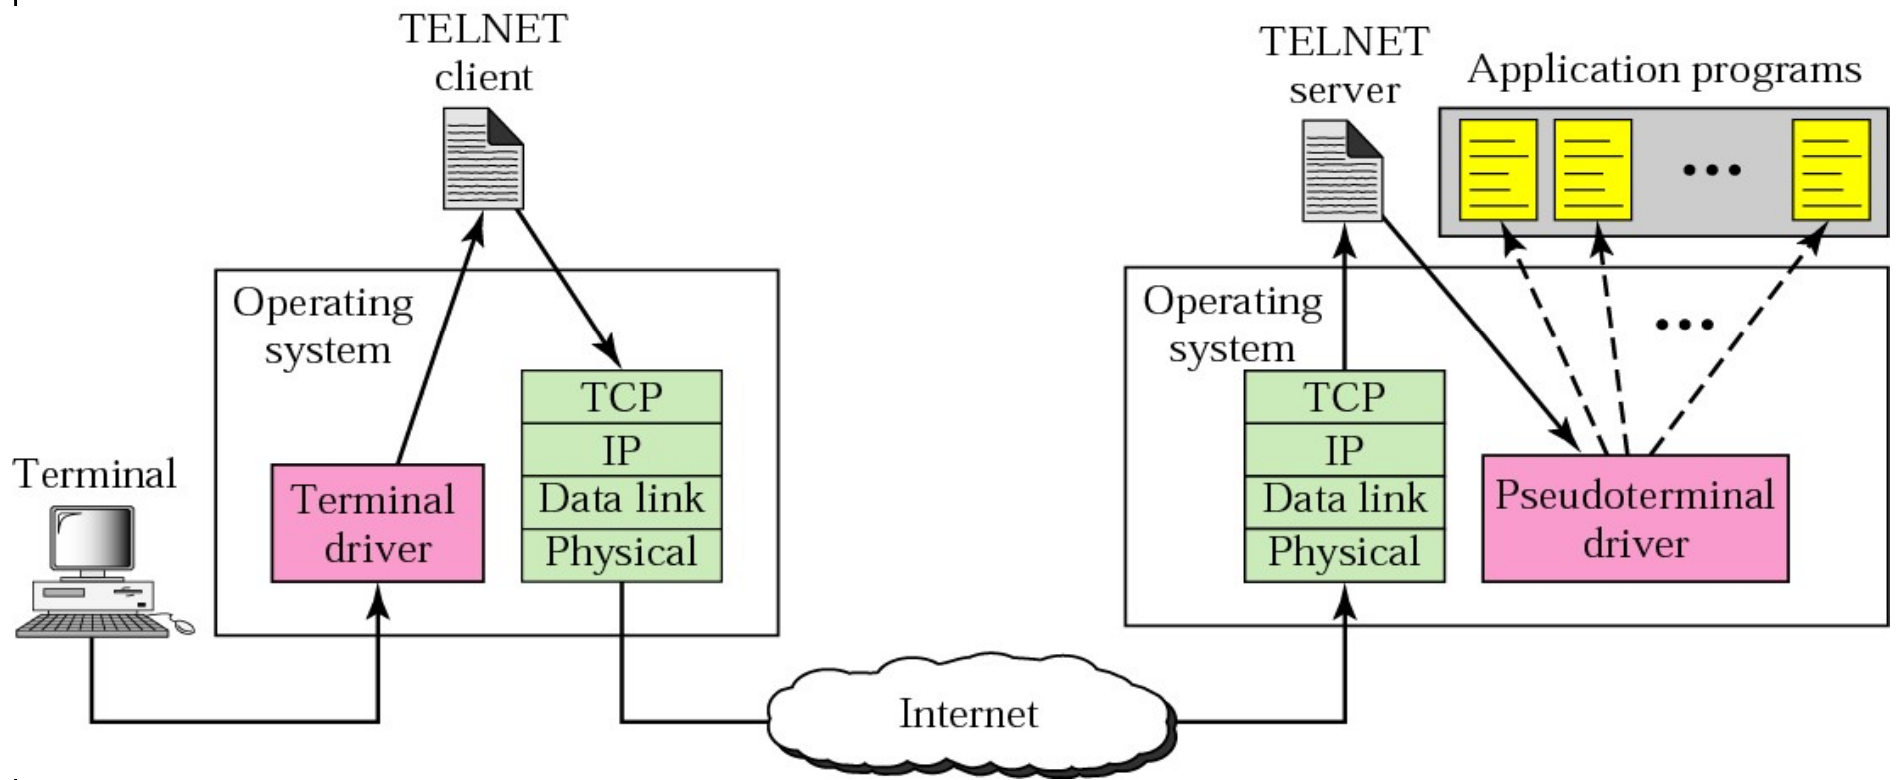 TELNET
client
TELNET
server
Application programs
Operating
system
Operating
system
TCP
IP
Data link
Physical
TCP
IP
Data link
Physical
Terminal
Terminal
driver
Pseudoterminal
driver
Internet